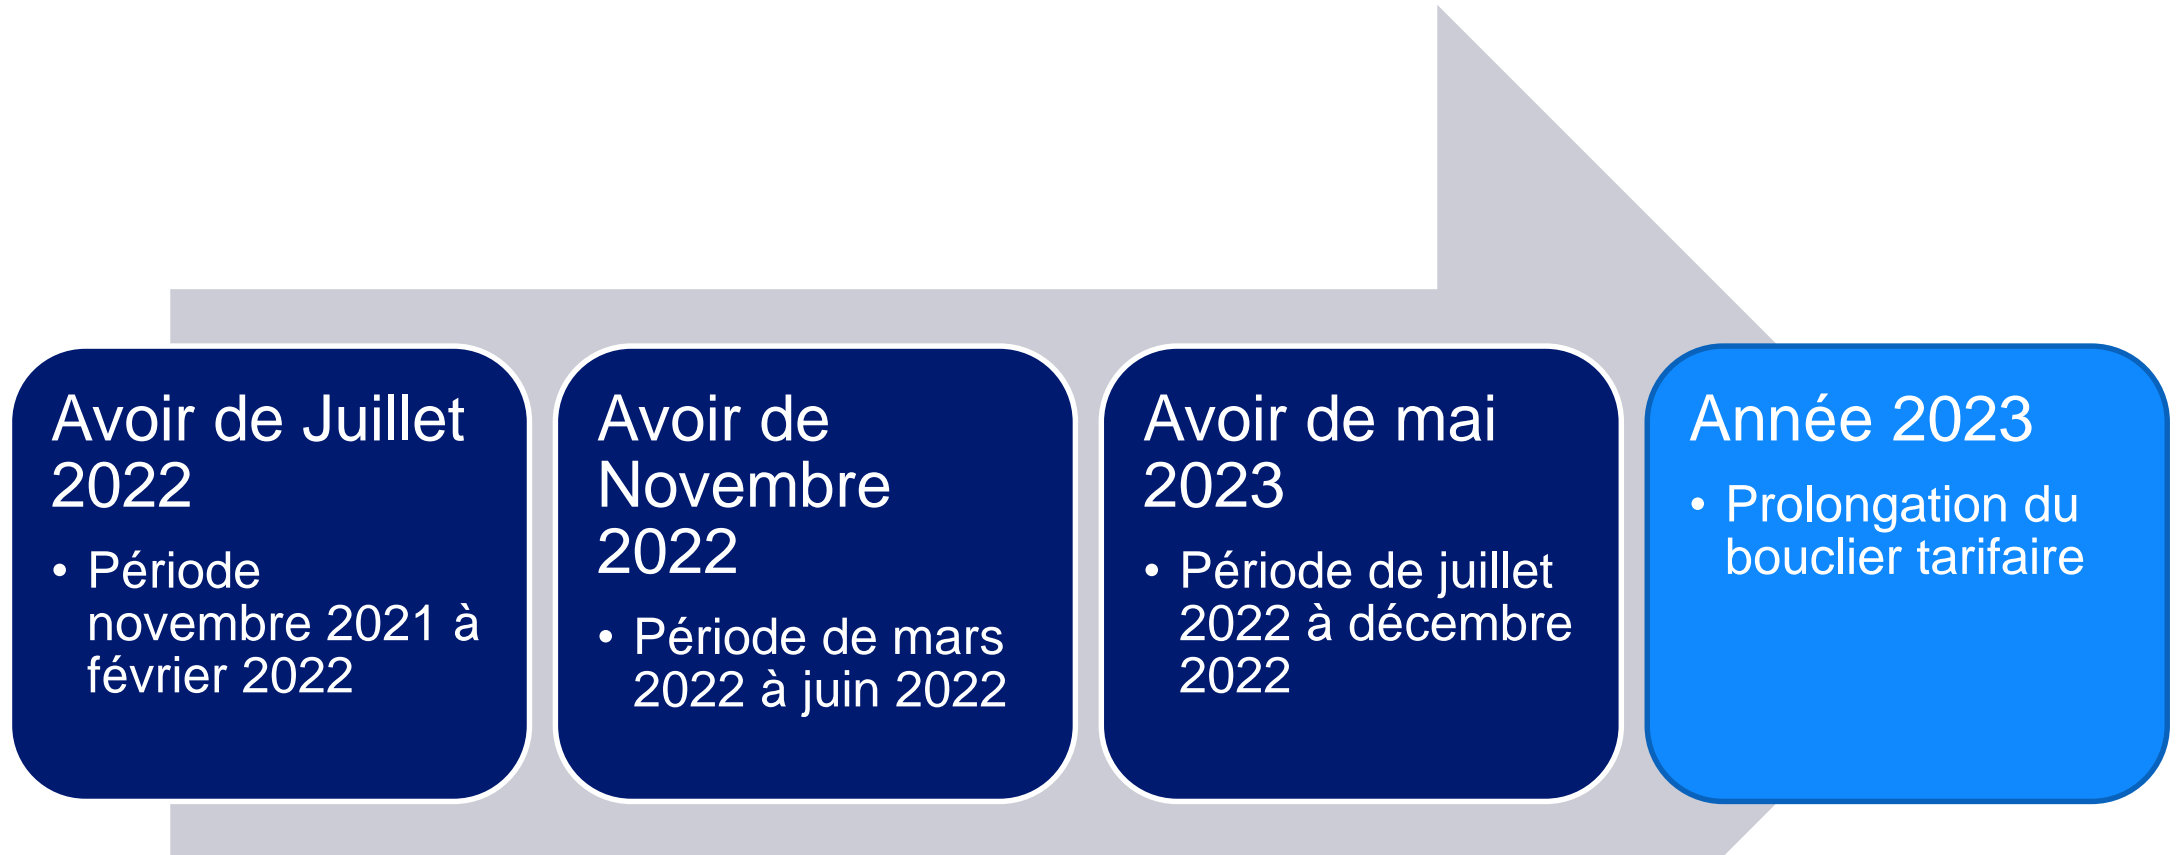 Avoir de Juillet
2022
• Période
novembre 2021 à
février 2022
Avoir de
Novembre
2022
• Période de mars
2022 à juin 2022
Avoir de mai
2023
• Période de juillet
2022 à décembre
2022
Année 2023
• Prolongation du
bouclier tarifaire